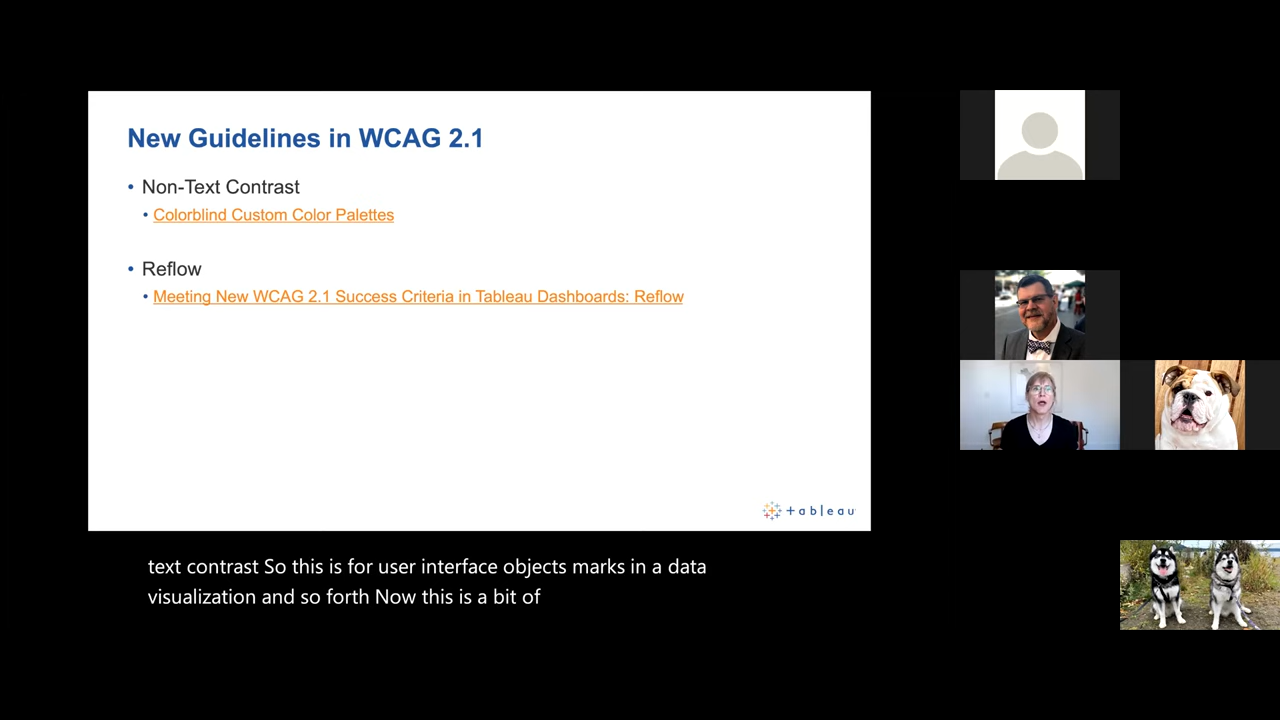 New Guidelines in WCAG 2.1
• Non-Text Contrast
• Colorblind Custom Color Palettes
• Reflow
• Meeting New WCAG 2.1 Success Criteria in Tableau Dashboards: Reflow
+ableau
text contrast So this is for user interface objects marks in a data
visualization and so forth Now this is a bit of